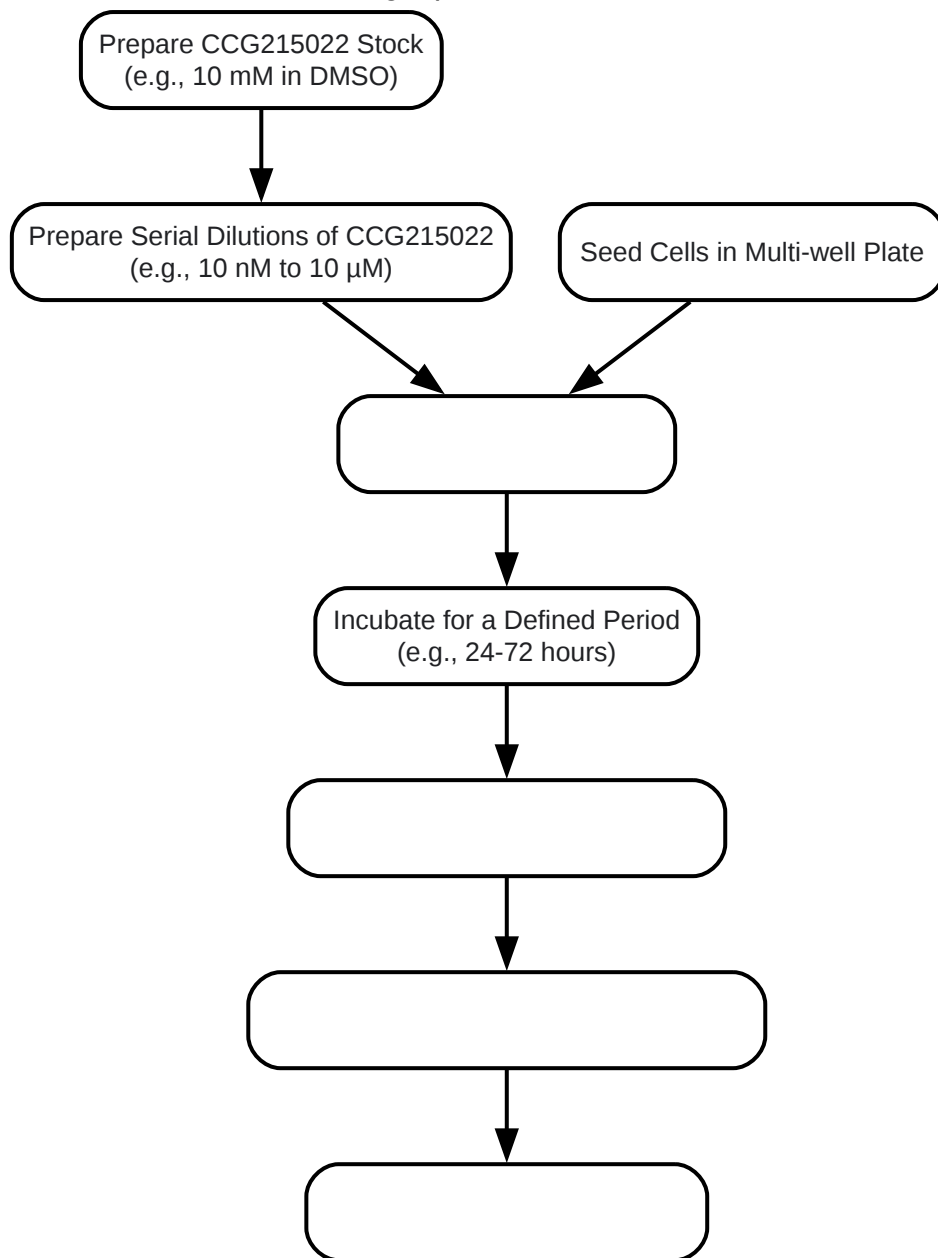 Prepare CCG215022 Stock
(e.g., 10 mM in DMSO)
Prepare Serial Dilutions of CCG215022
(e.g., 10 nM to 10 µM)
Seed Cells in Multi-well Plate
Incubate for a Defined Period
(e.g., 24-72 hours)